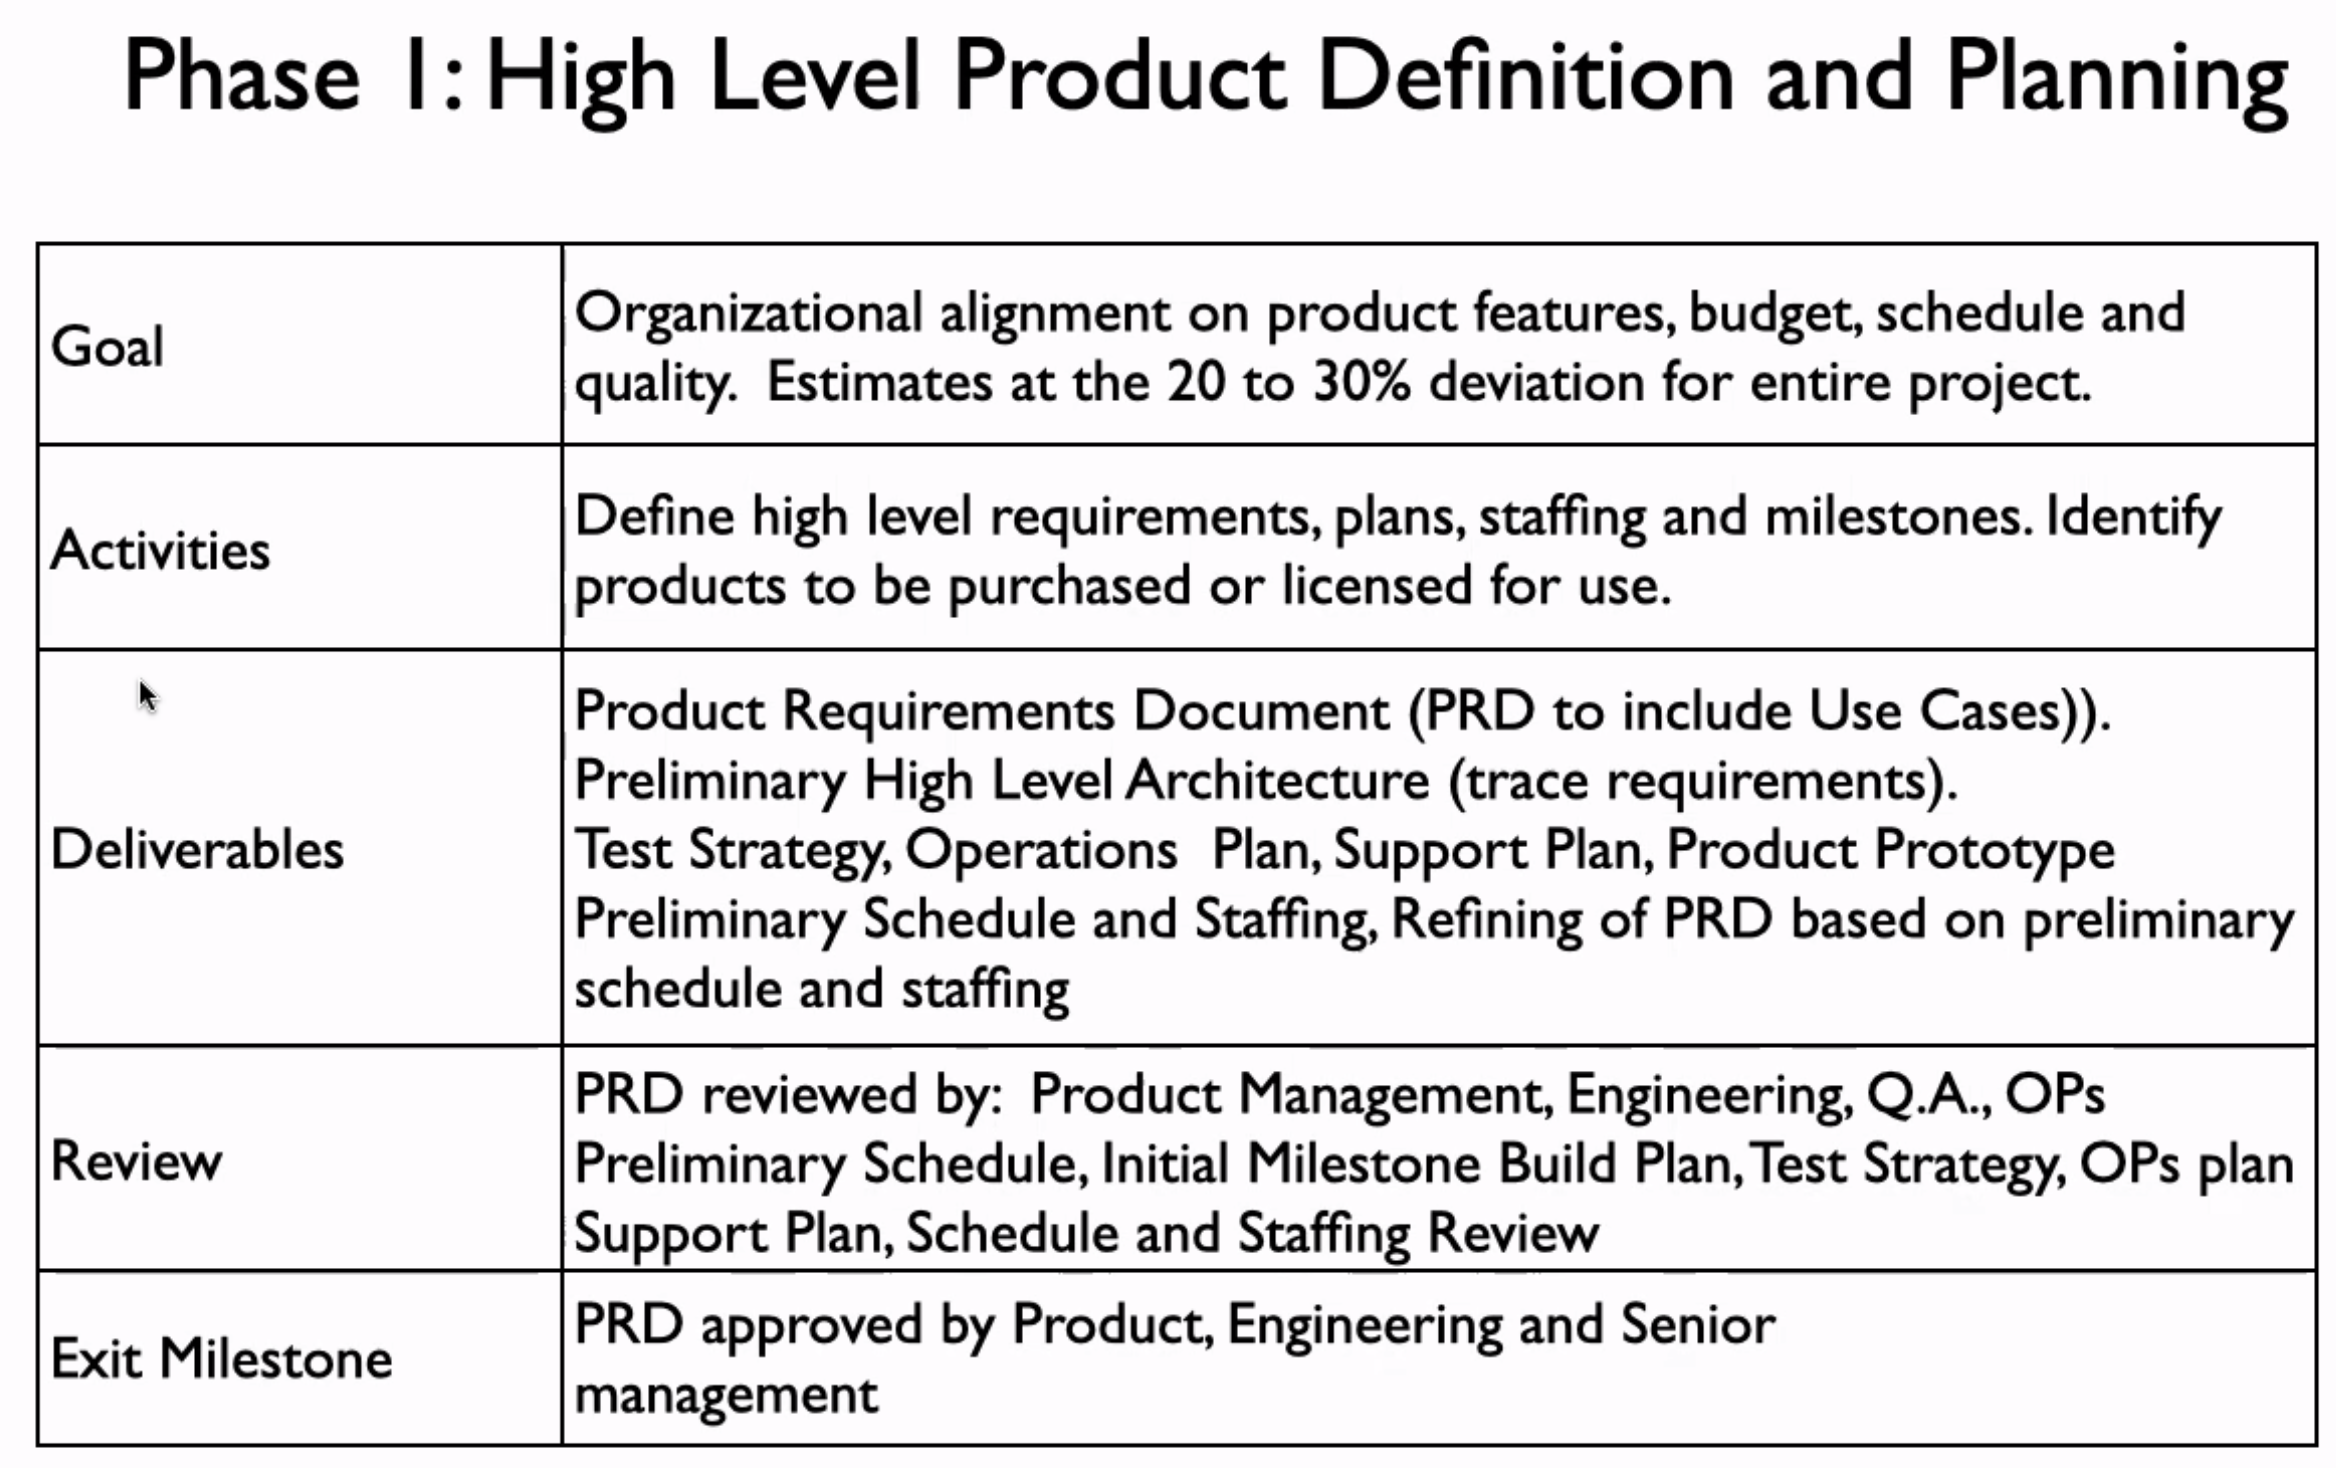 Phase 1: High Level Product Definition and Planning
Goal
Organizational alignment on product features, budget, schedule and
quality.  Estimates at the 20 to 30% deviation for entire project.
Activities
Define high level requirements, plans, staffing and milestones. Identify
products to be purchased or licensed for use.
Deliverables
Product Requirements Document (PRD to include Use Cases)).
Preliminary High Level Architecture (trace requirements).
Test Strategy, Operations  Plan, Support Plan, Product Prototype
Preliminary Schedule and Staffing, Refining of PRD based on preliminary
schedule and staffing
Review
PRD reviewed by:  Product Management, Engineering, Q.A., OPs
Preliminary Schedule, Initial Milestone Build Plan, Test Strategy, OPs plan
Support Plan, Schedule and Staffing Review
Exit Milestone
PRD approved by Product, Engineering and Senior
management